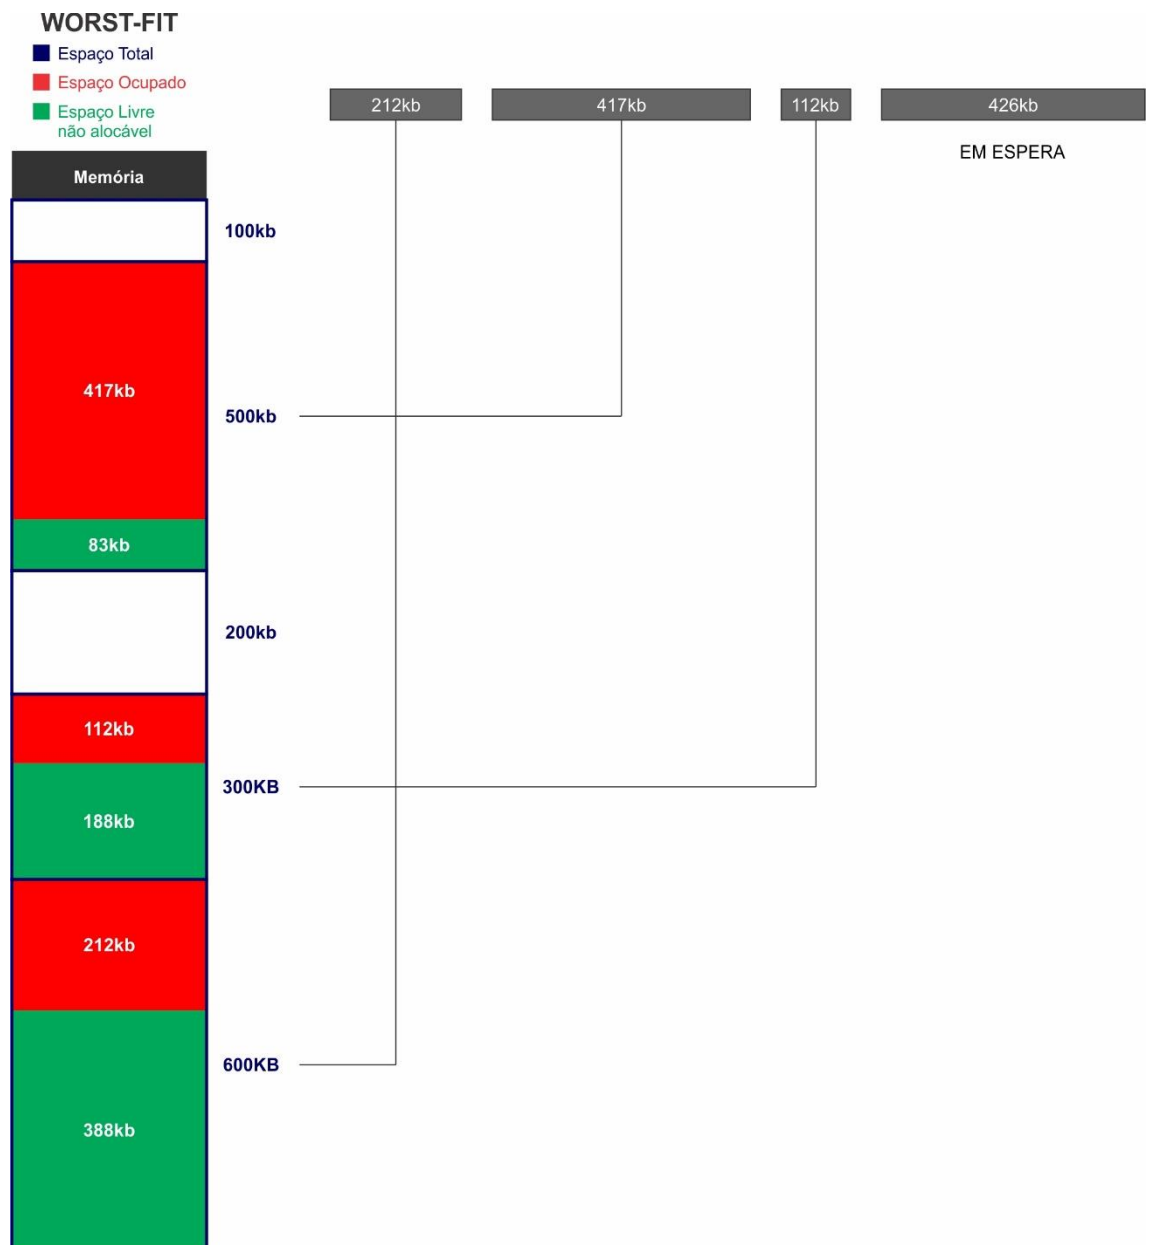 WORST-FIT
Espaço Total
Espaço Ocupado
Espaço Livre
não alocável
212kb
417kb
112kb
426kb
EM ESPERA
Memória
100kb
417kb
500kb
83kb
200kb
112kb
300KB
188kb
212kb
600KB
388kb